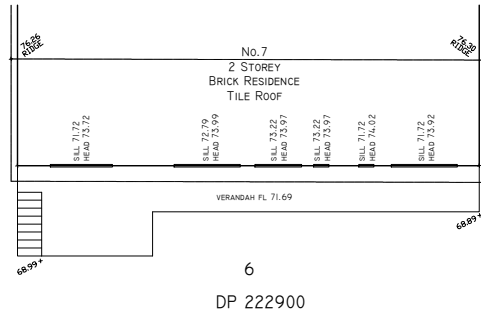 76.26
RIDGE
76.30
RIDGE
No.7
2 STOREY
BRICK RESIDENCE
TILE ROOF
SILL 71.72
HEAD 73.72
SILL 72.79
HEAD 73.99
SILL 73.22
HEAD 73.97
SILL 73.22
HEAD 73.97
SILL 71.72
HEAD 74.02
SILL 71.72
HEAD 73.92
VERANDAH FL 71.69
68.99 +
68.89 +
6
DP 222900